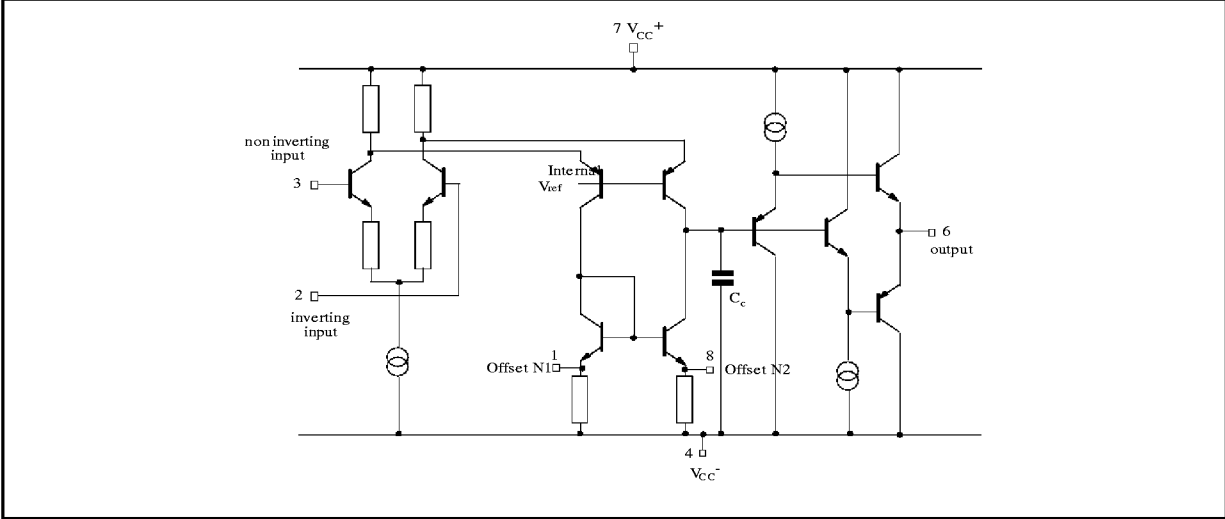 7 VCC+
non inverting
input
3
Internal
Vref
6
output
2
inverting
input
Cc
1
Offset N1
8
Offset N2
4
VCC-